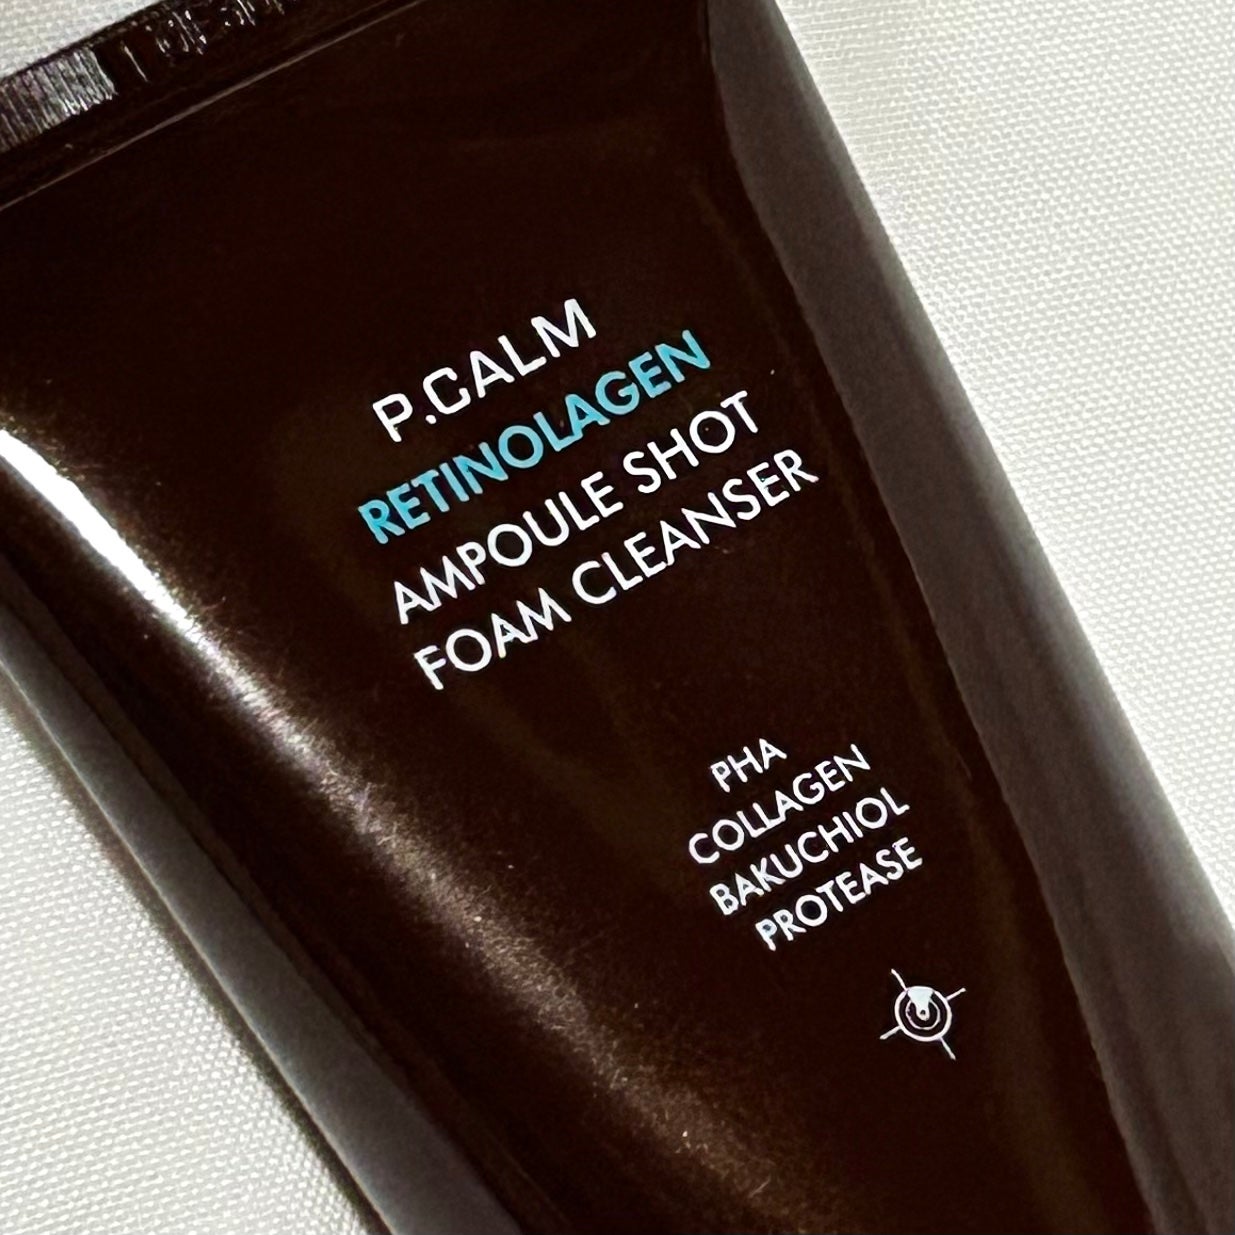 P.CALM
RETINOLAGEN
AMPOULE SHOT
FOAM CLEANSER
PHA
COLLAGEN
BAKUCHIOL
PROTEASE